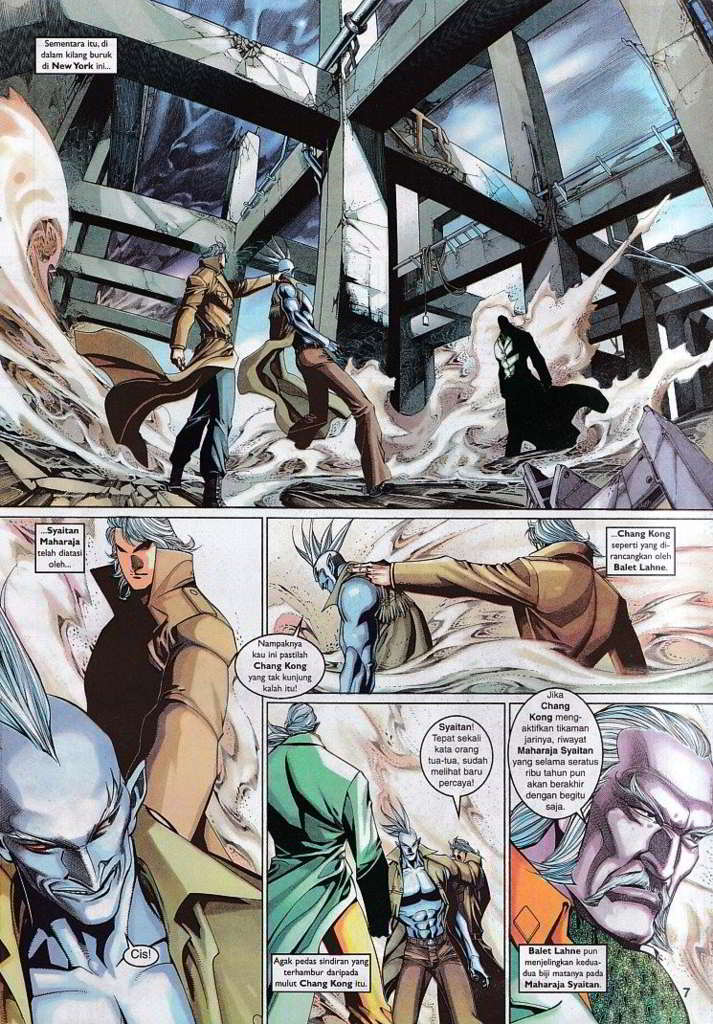 Sementara itu, di
dalam kilang buruk
di New York ini...
...Syaitan
Maharaja
telah diatasi
oleh...
...Chang Kong
seperti yang di-
rancangkan oleh
Balet Lahne.
Nampaknya
kau ini pastilah
Chang Kong
yang tak kunjung
kalah itu!
Cis!
Syaitan!
Tepat sekali
kata orang
tua-tua, sudah
melihat baru
percaya!
Agak pedas sindiran yang
terhambur daripada
mulut Chang Kong itu.
Jika
Chang
Kong meng-
aktifkan tikaman
jarinya, riwayat
Maharaja Syaitan
yang selama seratus
ribu tahun pun
akan berakhir
dengan begitu
saja.
Balet Lahne pun
menjelingkan kedua-
dua biji matanya pada
Maharaja Syaitan.
7